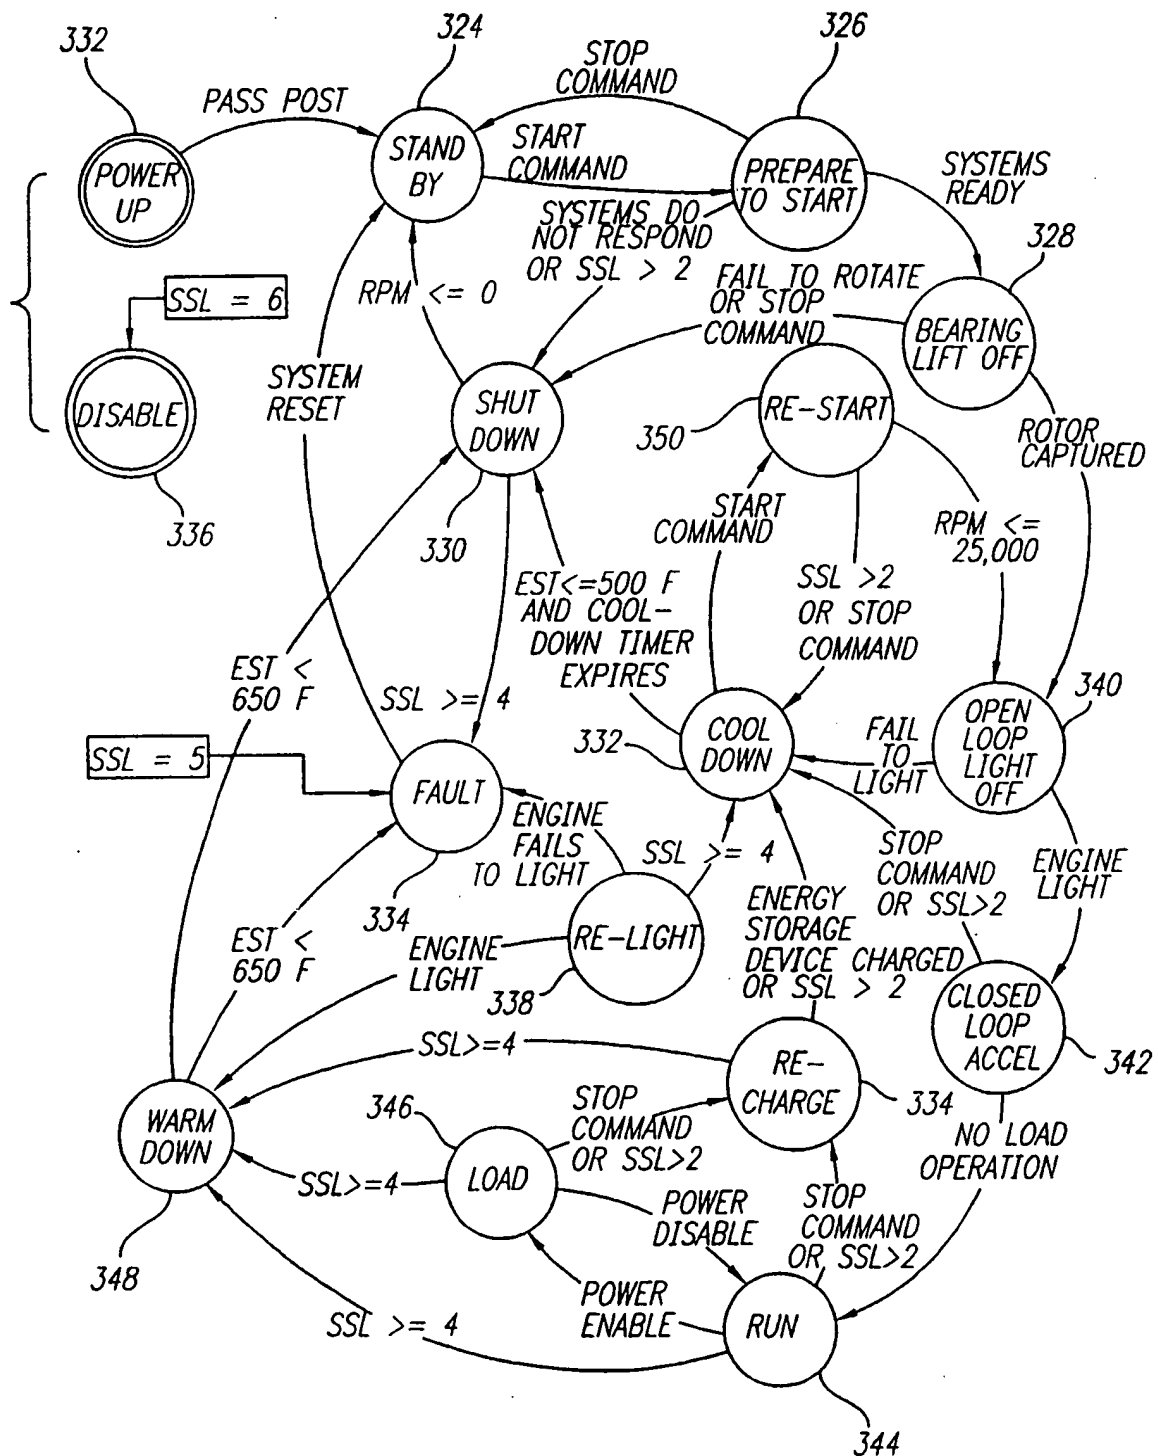 332
324
326
PASS POST
STOP
COMMAND
POWER
UP
STAND
BY
START
COMMAND
PREPARE
TO START
SYSTEMS
READY
SYSTEMS DO
NOT RESPOND
OR SSL > 2
328
SSL = 6
RPM <= 0
FAIL TO ROTATE
OR STOP
COMMAND
BEARING
LIFT OFF
DISABLE
336
SYSTEM
RESET
SHUT
DOWN
330
350
RE-START
ROTOR
CAPTURED
START
COMMAND
RPM <=
25,000
EST<=500 F
AND COOL-
DOWN TIMER
EXPIRES
SSL >2
OR STOP
COMMAND
EST <
650 F
SSL >= 4
332
COOL
DOWN
FAIL
TO
LIGHT
OPEN
LOOP
LIGHT
OFF
340
SSL = 5
FAULT
334
ENGINE
FAILS
TO LIGHT
SSL >= 4
STOP
COMMAND
OR SSL>2
ENGINE
LIGHT
EST <
650 F
ENGINE
LIGHT
RE-LIGHT
338
ENERGY
STORAGE
DEVICE CHARGED
OR SSL > 2
CLOSED
LOOP
ACCEL
342
SSL>=4
RE-
CHARGE
334
WARM
DOWN
348
346
STOP
COMMAND
OR SSL>2
LOAD
SSL>=4
NO LOAD
OPERATION
POWER
DISABLE
STOP
COMMAND
OR SSL>2
POWER
ENABLE
RUN
SSL >= 4
344